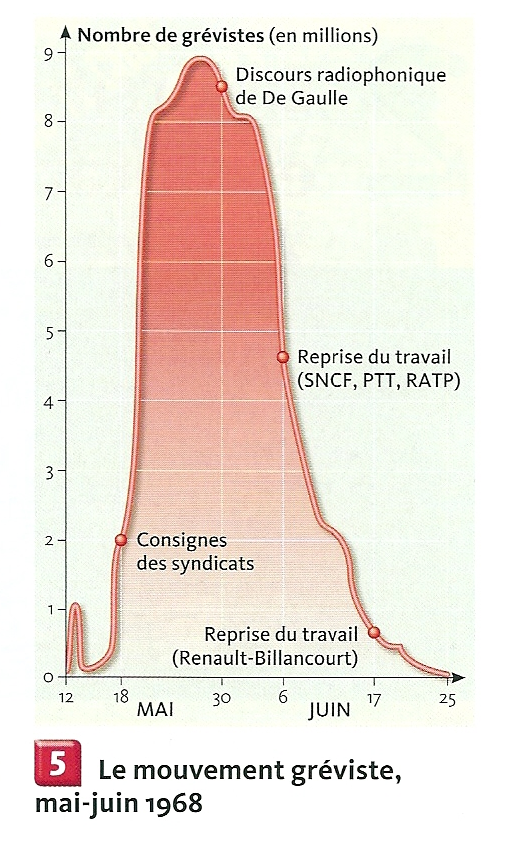 Nombre de grévistes (en millions)
9
Discours radiophonique
de De Gaulle
8
7
6
5
Reprise du travail
(SNCF, PTT, RATP)
4
3
2
Consignes
des syndicats
1
Reprise du travail
(Renault-Billancourt)
0
12 18 30 6 17 25
MAI JUIN
5 Le mouvement gréviste,
mai-juin 1968